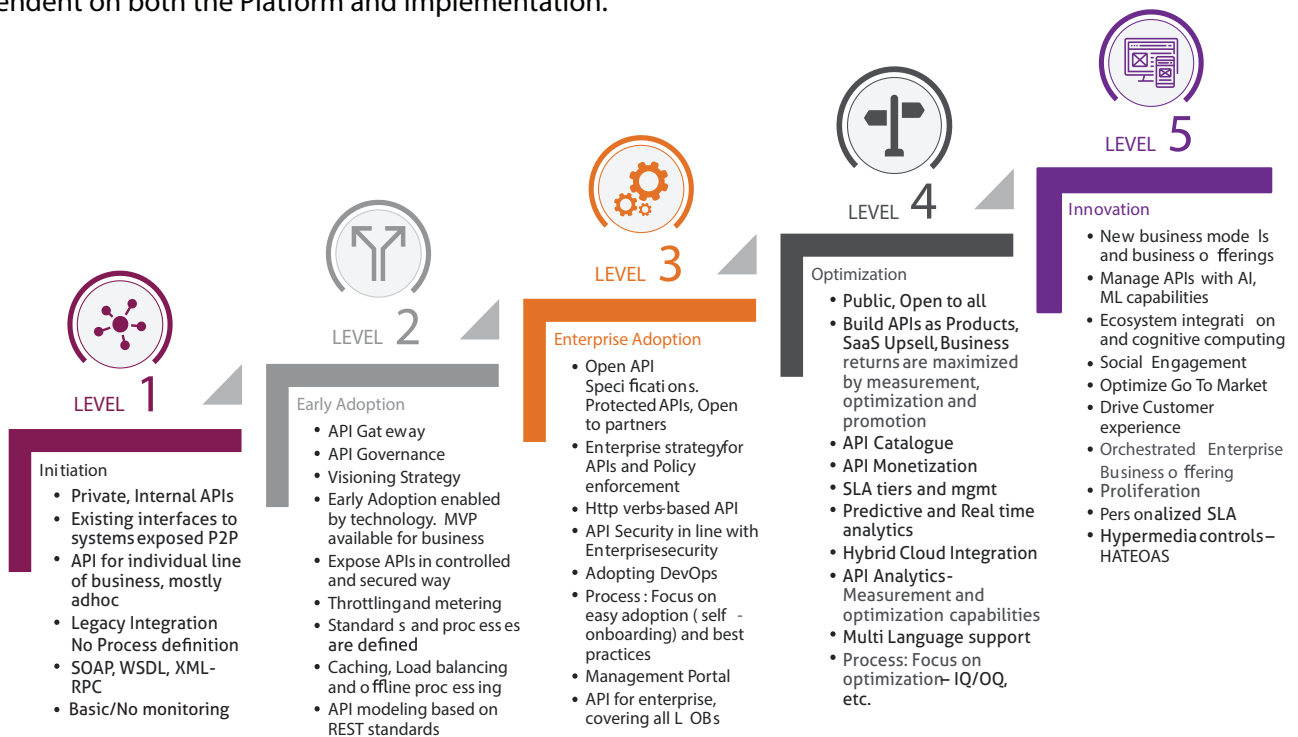 endent on both the Platform and Implementation.
LEVEL 1
Initiation
• Private, Internal APIs
• Existing interfaces to
systems exposed P2P
• API for individual line
of business, mostly
adhoc
• Legacy Integration
No Process definition
• SOAP, WSDL, XML-
RPC
• Basic/No monitoring
LEVEL 2
Early Adoption
• API Gat eway
• API Governance
• Visioning Strategy
• Early Adoption enabled
by technology. MVP
available for business
• Expose APIs in controlled
and secured way
• Throttling and metering
• Standard s and proc ess es
are defined
• Caching, Load balancing
and o ffline proc ess ing
• API modeling based on
REST standards
LEVEL 3
Enterprise Adoption
• Open API
Speci ficati ons.
Protected APIs, Open
to partners
• Enterprise strategyfor
APIs and Policy
enforcement
• Http verbs-based API
• API Security in line with
Enterprisesecurity
• Adopting DevOps
• Process : Focus on
easy adoption ( self -
onboarding) and best
practices
• Management Portal
• API for enterprise,
covering all L OBs
LEVEL 4
Optimization
• Public, Open to all
• Build APIs as Products,
SaaS Upsell, Business
returns are maximized
by measurement,
optimization and
promotion
• API Catalogue
• API Monetization
• SLA tiers and mgmt
• Predictive and Real time
analytics
• Hybrid Cloud Integration
• API Analytics-
Measurement and
optimization capabilities
• Multi Language support
• Process: Focus on
optimization– IQ/OQ,
etc.
LEVEL 5
Innovation
• New business mode ls
and business o fferings
• Manage APIs with AI,
ML capabilities
• Ecosystem integrati on
and cognitive computing
• Social Engagement
• Optimize Go To Market
• Drive Customer
experience
• Orchestrated Enterprise
Business o ffering
• Proliferation
• Pers onalized SLA
• Hypermedia controls –
HATEOAS